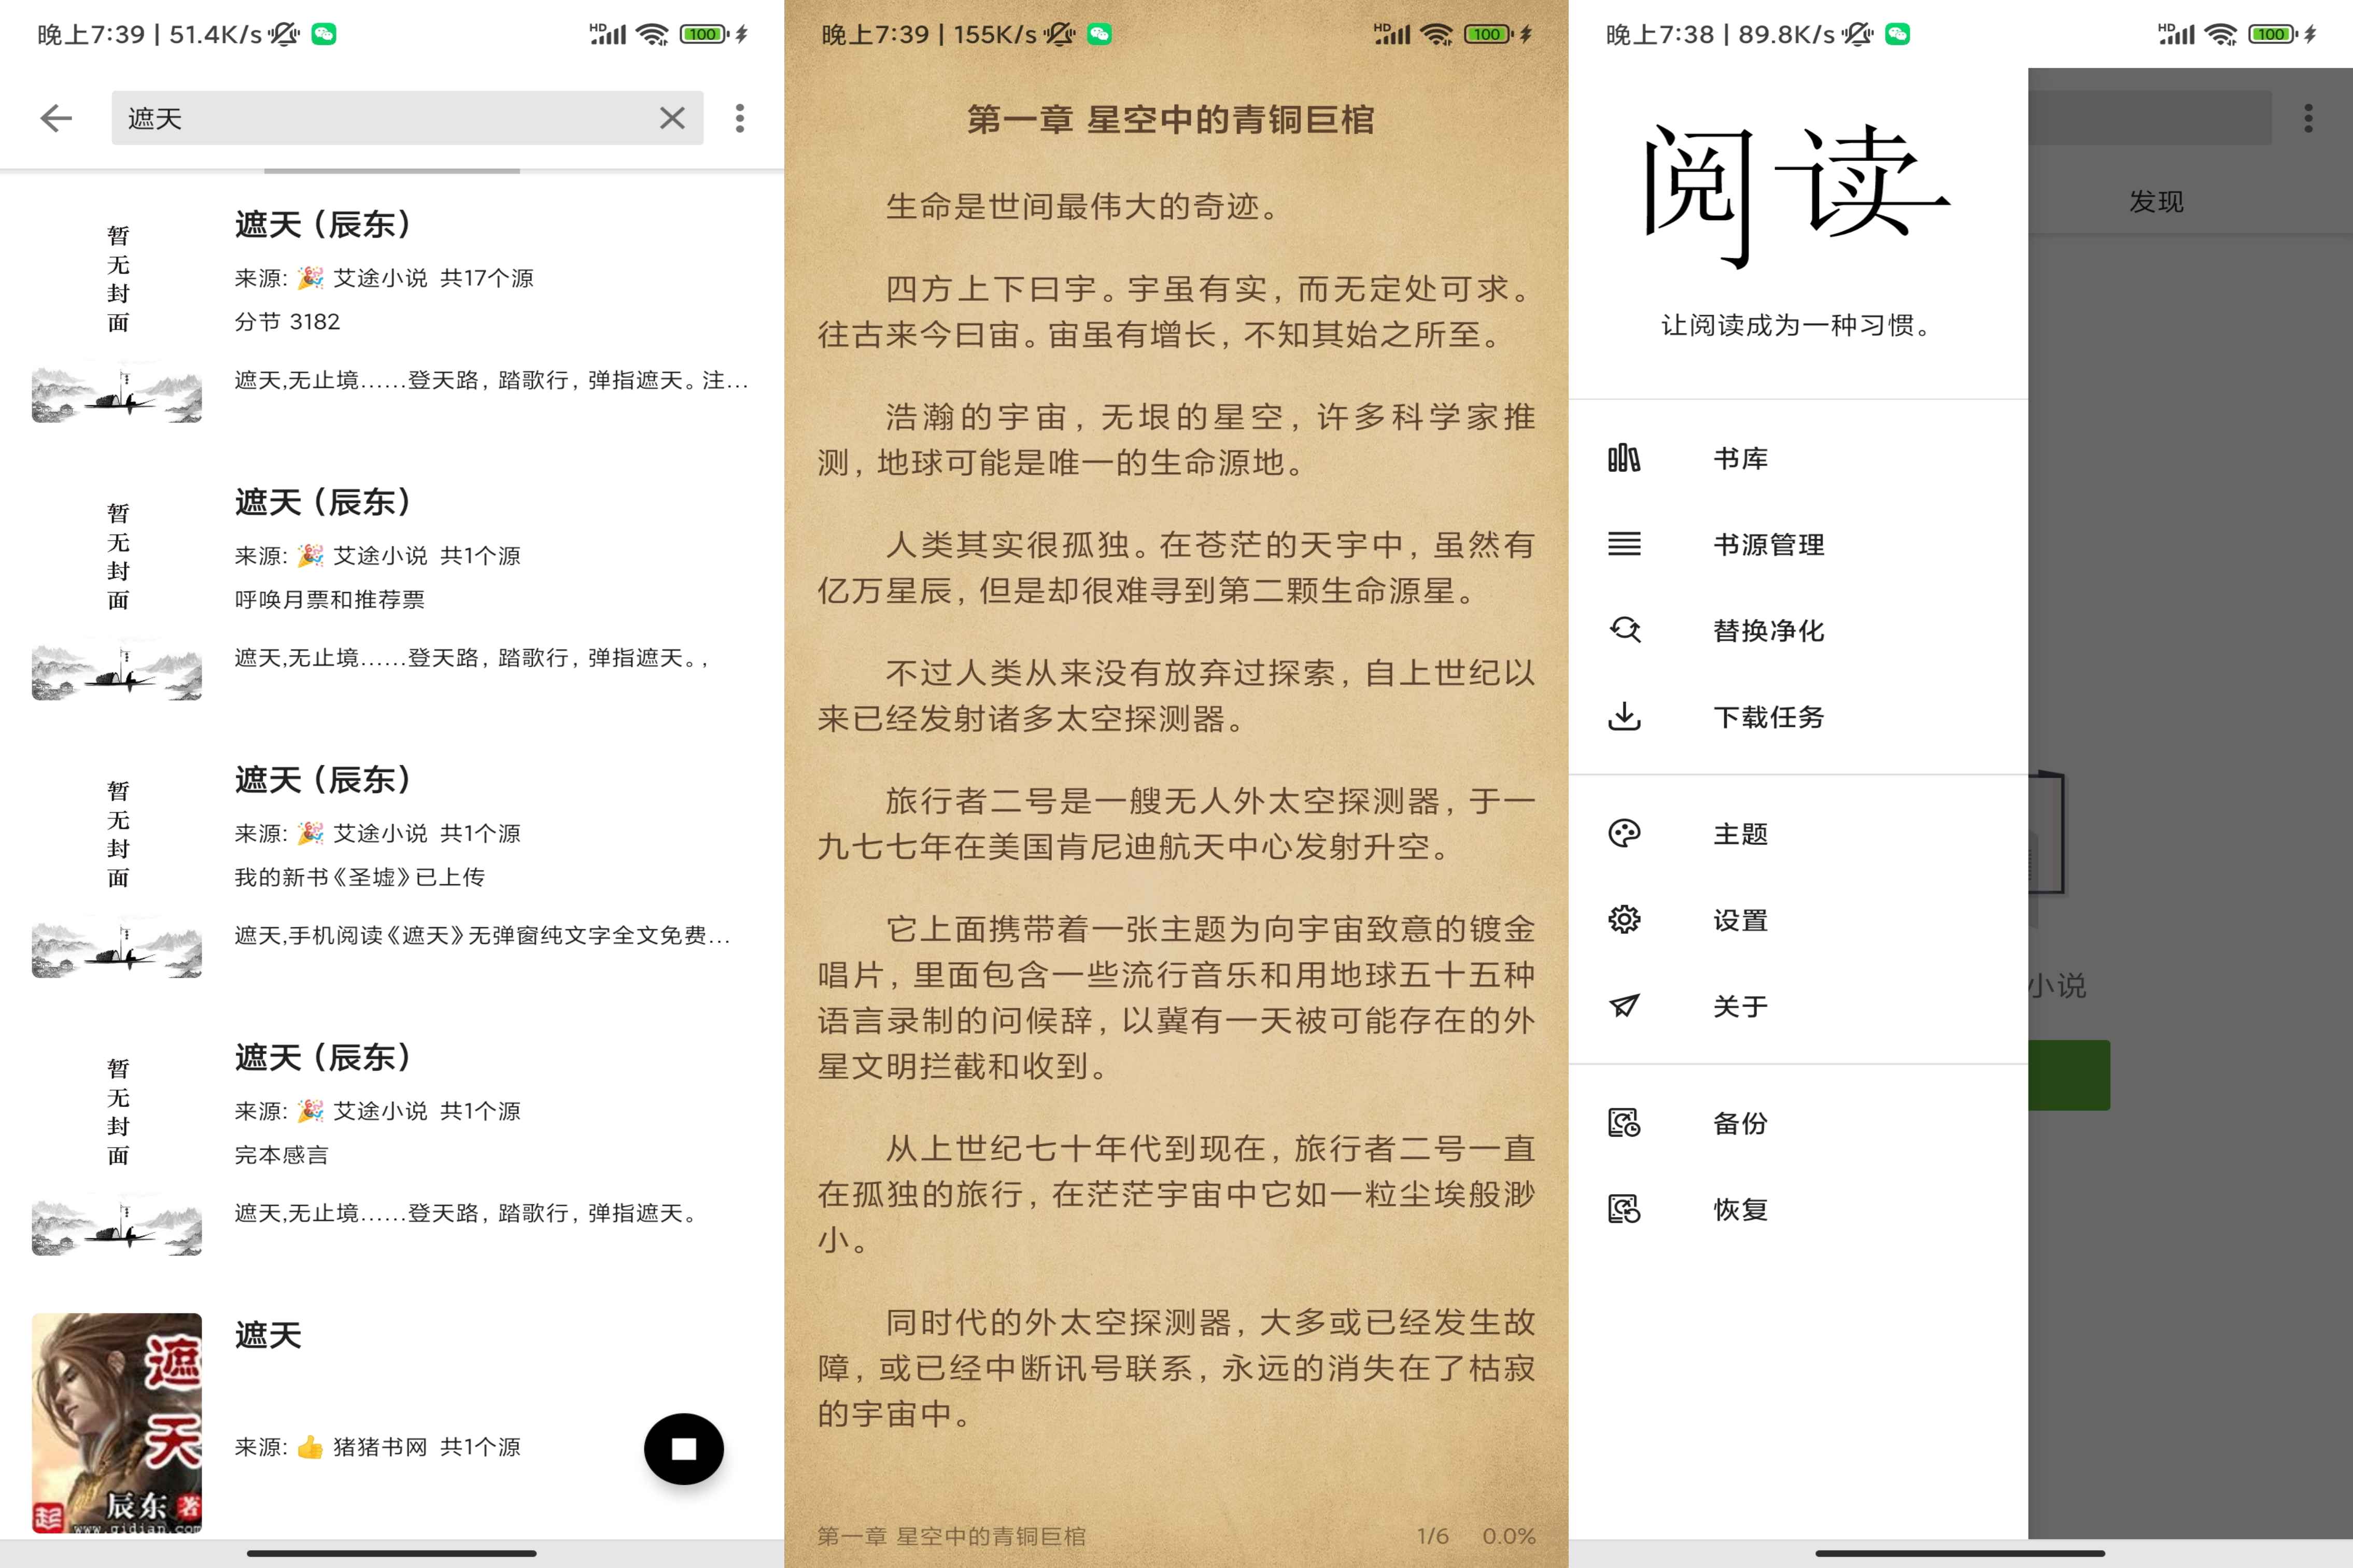 晚上7:39 | 51.4K/s
HD
100
遮天
暂无封面
遮天（辰东）
来源: 🎉 艾途小说 共17个源
分节 3182
遮天,无止境……登天路，踏歌行，弹指遮天。注…
暂无封面
遮天（辰东）
来源: 🎉 艾途小说 共1个源
呼唤月票和推荐票
遮天,无止境……登天路，踏歌行，弹指遮天。,
暂无封面
遮天（辰东）
来源: 🎉 艾途小说 共1个源
我的新书《圣墟》已上传
遮天,手机阅读《遮天》无弹窗纯文字全文免费…
暂无封面
遮天（辰东）
来源: 🎉 艾途小说 共1个源
完本感言
遮天,无止境……登天路，踏歌行，弹指遮天。
遮天
辰东 著
起
www.qidian.com
遮天
来源: 👍 猪猪书网 共1个源
晚上7:39 | 155K/s
HD
100
第一章 星空中的青铜巨棺
生命是世间最伟大的奇迹。
四方上下曰宇。宇虽有实，而无定处可求。
往古来今曰宙。宙虽有增长，不知其始之所至。
浩瀚的宇宙，无垠的星空，许多科学家推
测，地球可能是唯一的生命源地。
人类其实很孤独。在苍茫的天宇中，虽然有
亿万星辰，但是却很难寻到第二颗生命源星。
不过人类从来没有放弃过探索，自上世纪以
来已经发射诸多太空探测器。
旅行者二号是一艘无人外太空探测器，于一
九七七年在美国肯尼迪航天中心发射升空。
它上面携带着一张主题为向宇宙致意的镀金
唱片，里面包含一些流行音乐和用地球五十五种
语言录制的问候辞，以冀有一天被可能存在的外
星文明拦截和收到。
从上世纪七十年代到现在，旅行者二号一直
在孤独的旅行，在茫茫宇宙中它如一粒尘埃般渺
小。
同时代的外太空探测器，大多或已经发生故
障，或已经中断讯号联系，永远的消失在了枯寂
的宇宙中。
第一章 星空中的青铜巨棺
1/6 0.0%
晚上7:38 | 89.8K/s
HD
100
阅读
让阅读成为一种习惯。
书库
书源管理
替换净化
下载任务
主题
设置
关于
备份
恢复
发现
小说